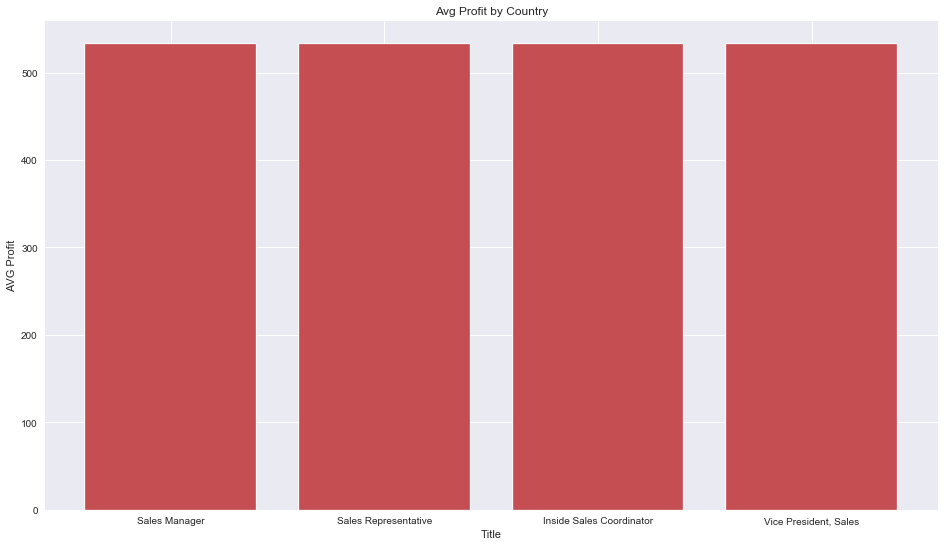 Avg Profit by Country
AVG Profit
500
400
300
200
100
0
Sales Manager
Sales Representative
Inside Sales Coordinator
Vice President, Sales
Title